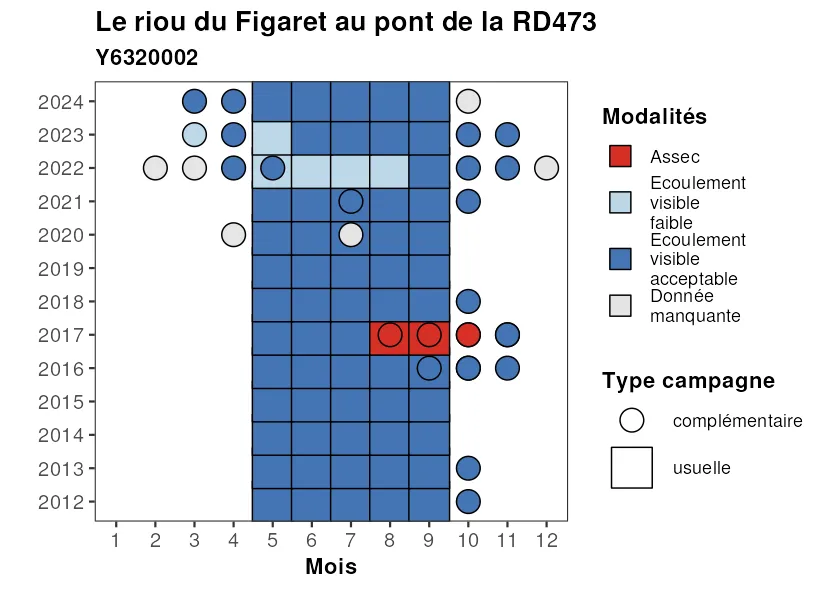 Le riou du Figaret au pont de la RD473
Y6320002
2024
2023
2022
2021
2020
2019
2018
2017
2016
2015
2014
2013
2012
1 2 3 4 5 6 7 8 9 10 11 12
Mois
Modalités
Assec
Ecoulement
visible
faible
Ecoulement
visible
acceptable
Donnée
manquante
Type campagne
complémentaire
usuelle